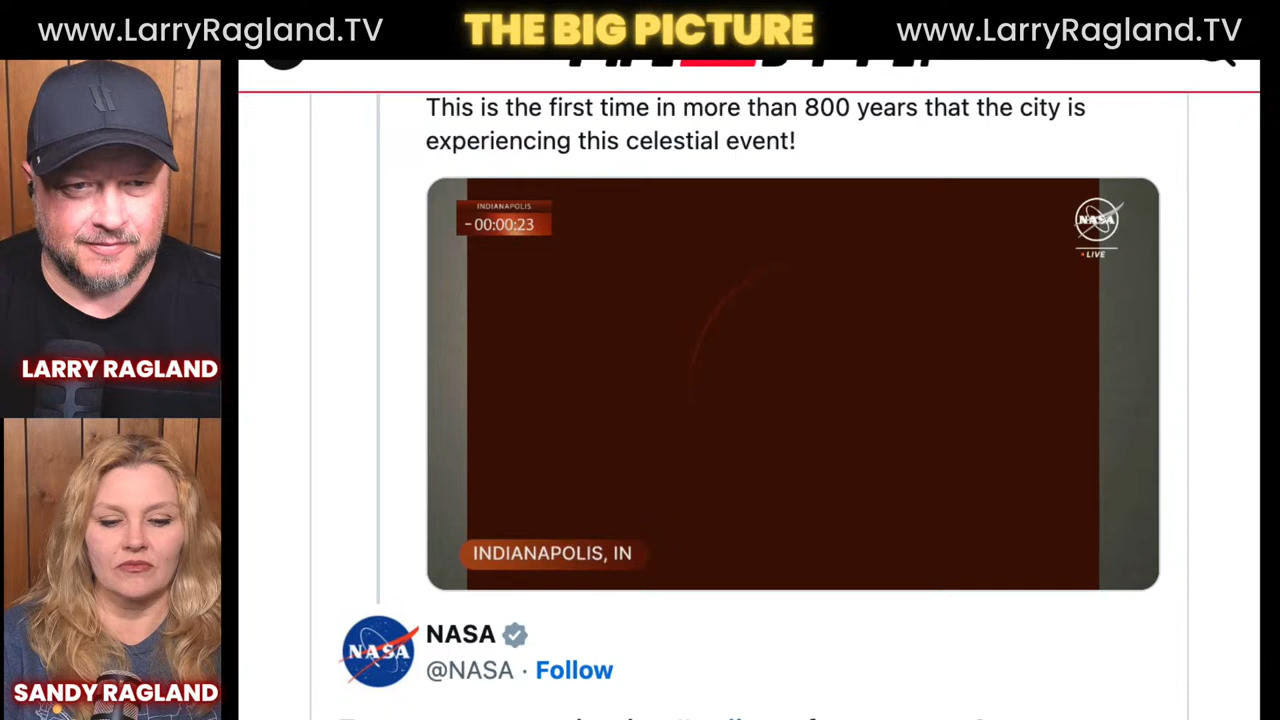 www.LarryRagland.TV
THE BIG PICTURE
www.LarryRagland.TV
This is the first time in more than 800 years that the city is
experiencing this celestial event!
INDIANAPOLIS
-00:00:23
NASA
LIVE
INDIANAPOLIS, IN
LARRY RAGLAND
NASA
NASA
@NASA · Follow
SANDY RAGLAND